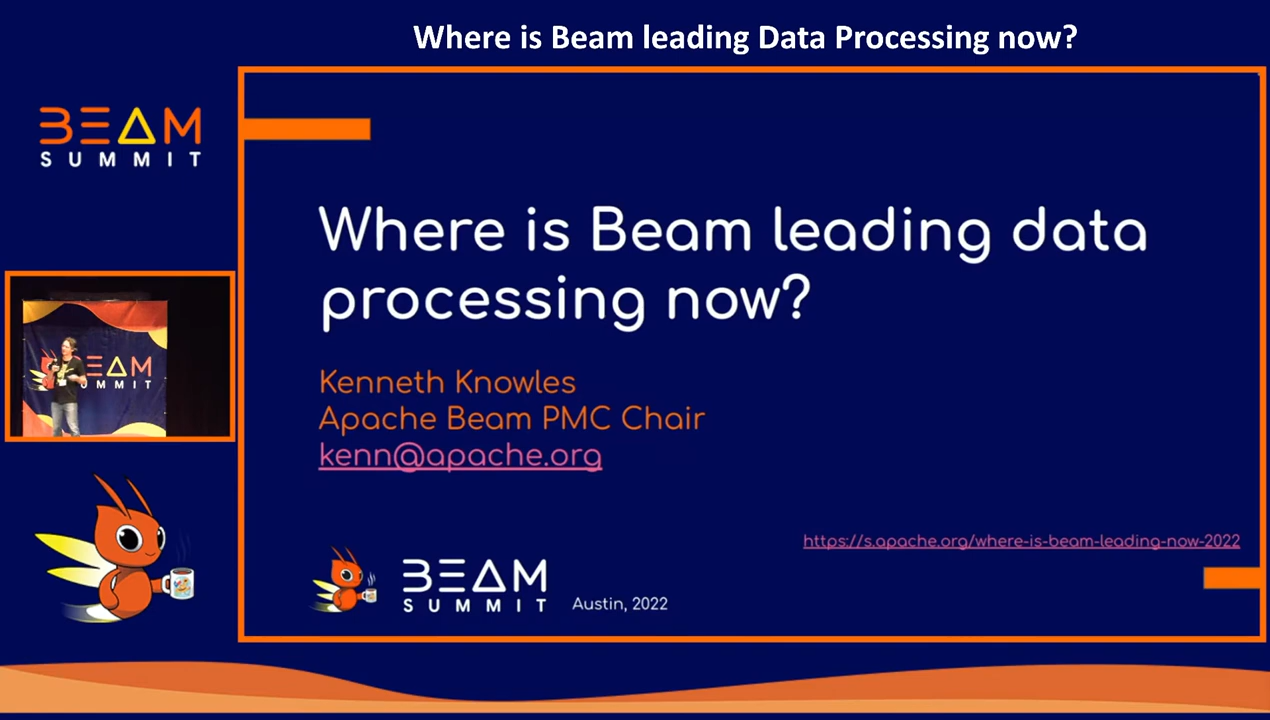 Where is Beam leading Data Processing now?
BEAM
SUMMIT
Where is Beam leading data
processing now?
Kenneth Knowles
Apache Beam PMC Chair
kenn@apache.org
https://s.apache.org/where-is-beam-leading-now-2022
BEAM
SUMMIT
Austin, 2022
BEAM
SUMMIT